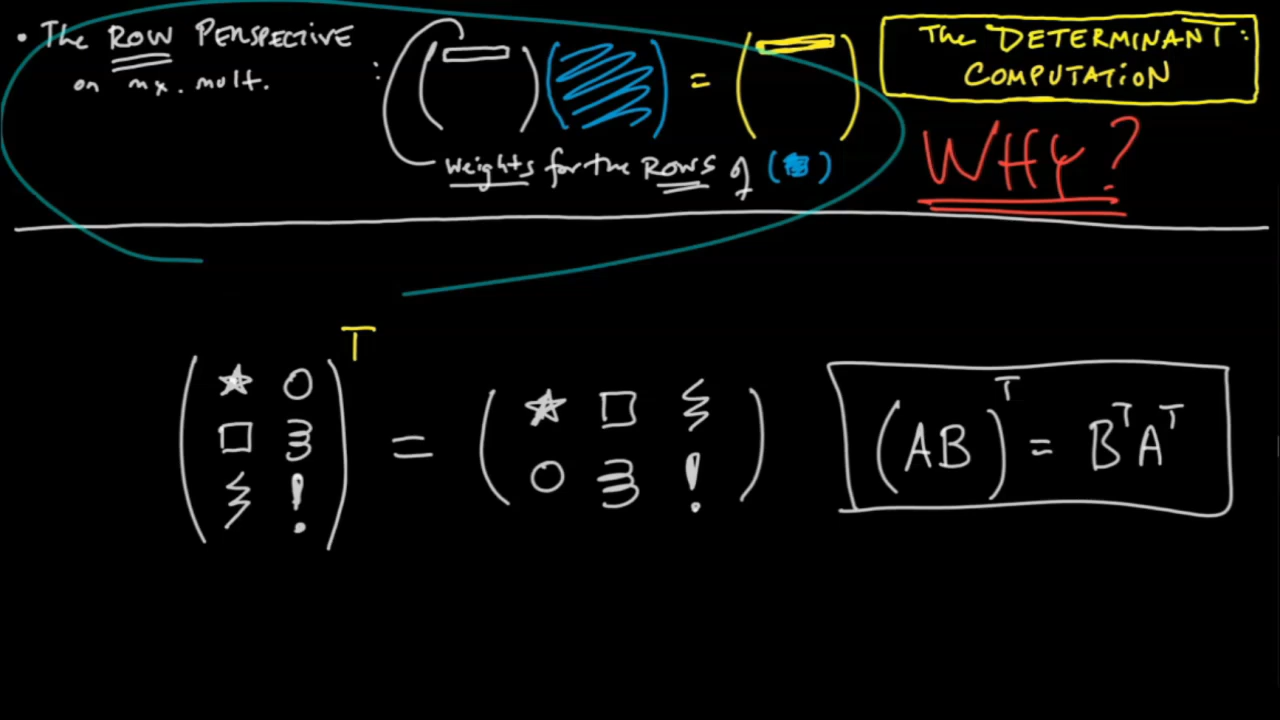 • The ROW PERSPECTIVE
on mx. mult. :
( ) ( ) = ( )
weights for the ROWS of ( )
The DETERMINANT:
COMPUTATION
WHY?
( ☆ ○
□ Ȝ
! )ᵀ = ( ☆ □
○ Ȝ ! )
(AB)ᵀ = BᵀAᵀ